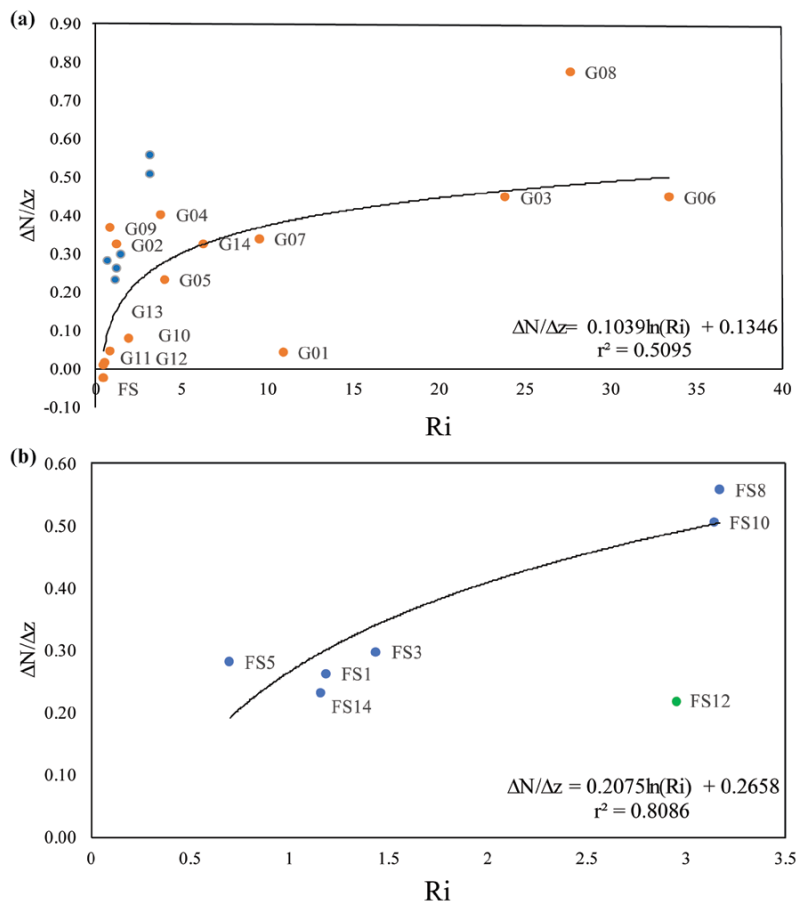 (a)
0.90
0.80
0.70
0.60
0.50
0.40
0.30
0.20
0.10
0.00
-0.10
ΔN/Δz
G08
G04
G09
G02
G14
G07
G03
G06
G05
G13
G10
G11
G12
G01
FS
ΔN/Δz= 0.1039ln(Ri) + 0.1346
r² = 0.5095
0
5
10
15
20
25
30
35
40
Ri
(b)
0.60
0.50
0.40
0.30
0.20
0.10
0.00
ΔN/Δz
FS8
FS10
FS5
FS3
FS1
FS14
FS12
ΔN/Δz = 0.2075ln(Ri) + 0.2658
r² = 0.8086
0
0.5
1
1.5
2
2.5
3
3.5
Ri